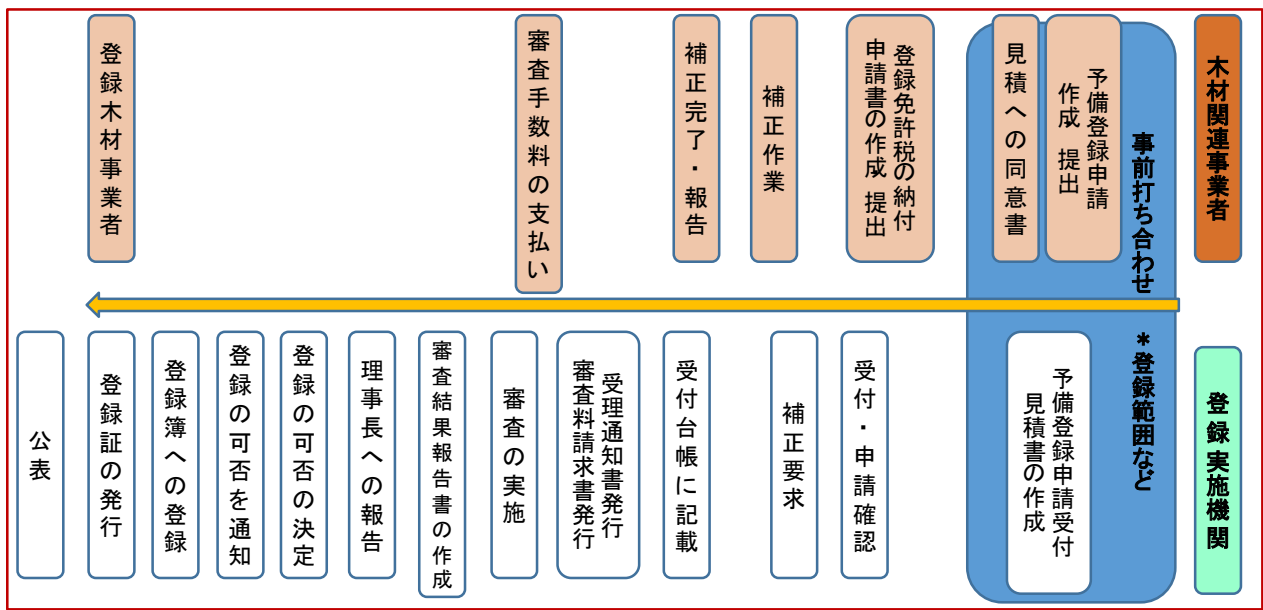 木材関連事業者
登録実施機関
事前打ち合わせ　＊登録範囲など
予備登録申請
作成　提出
見積への同意書
予備登録申請受付
見積書の作成
登録免許税の納付
申請書の作成　提出
受付・申請確認
補正作業
補正要求
補正完了・報告
受付台帳に記載
受理通知書発行
審査料請求書発行
審査手数料の支払い
審査の実施
審査結果報告書の作成
理事長への報告
登録の可否の決定
登録の可否を通知
登録簿への登録
登録木材事業者
登録証の発行
公表